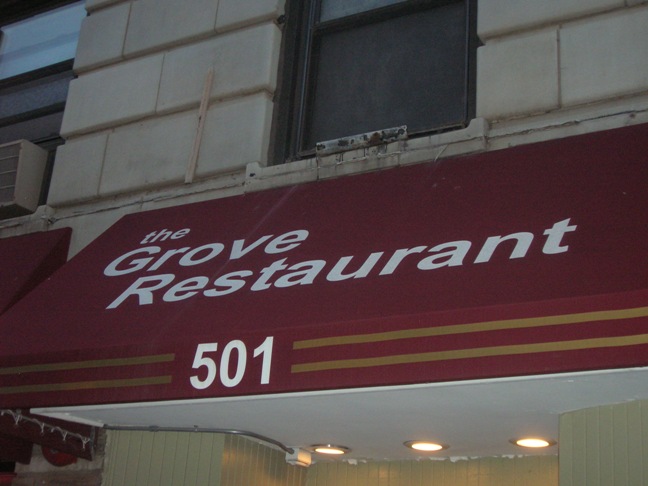 the
Grove
Restaurant
501